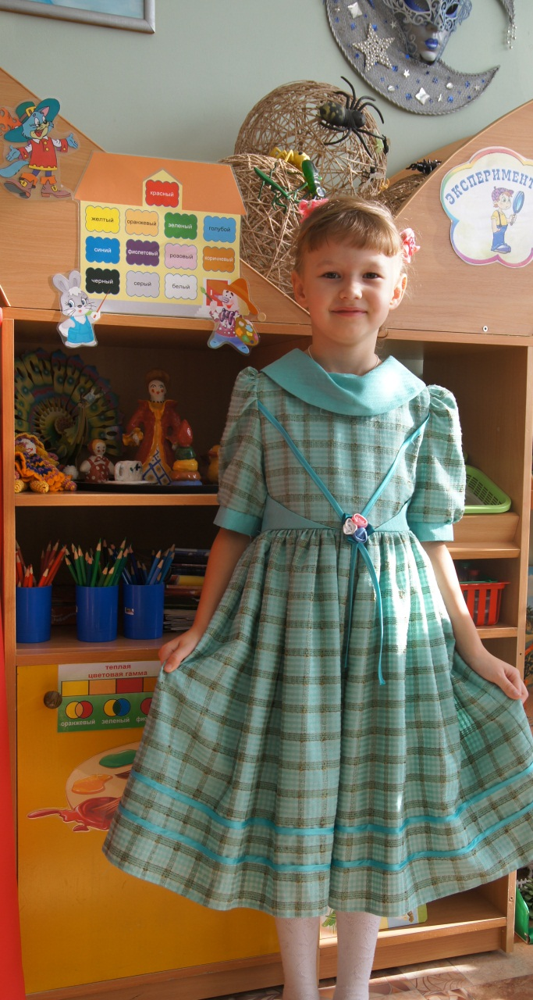 красный
желтый
оранжевый
зеленый
голубой
синий
фиолетовый
розовый
коричневый
черный
серый
белый
ЭКСПЕРИМЕНТ
теплая
цветовая гамма
оранжевый зеленый